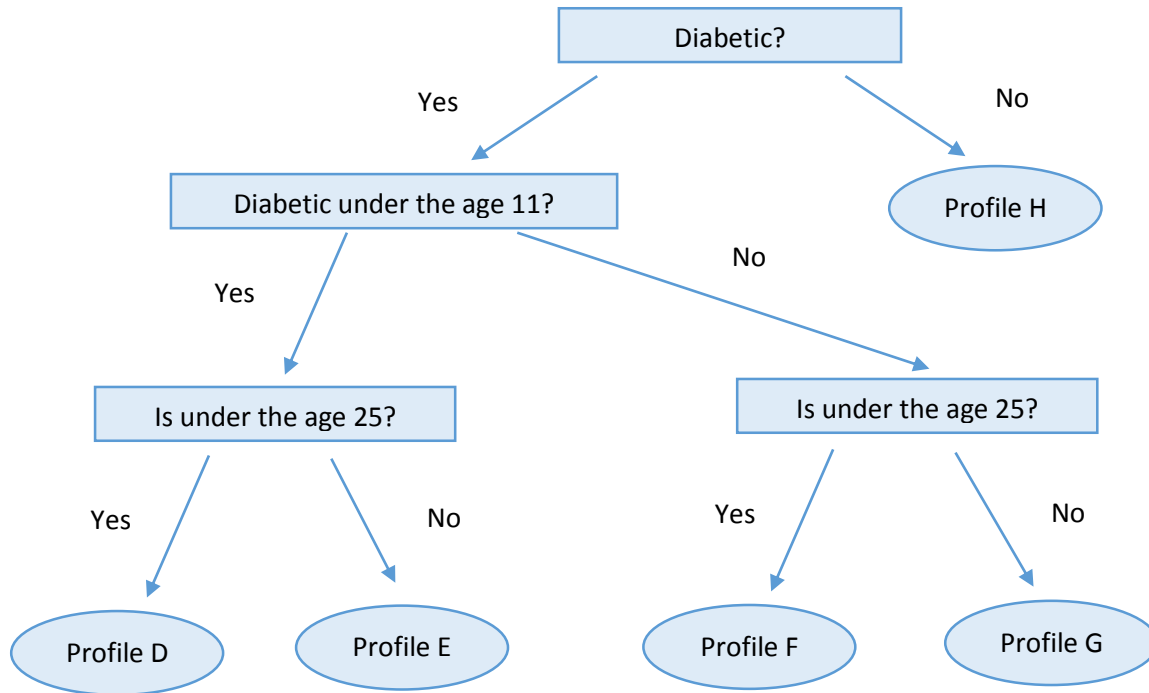 Diabetic?
Yes
No
Diabetic under the age 11?
Profile H
Yes
No
Is under the age 25?
Is under the age 25?
Yes
No
Yes
No
Profile D
Profile E
Profile F
Profile G